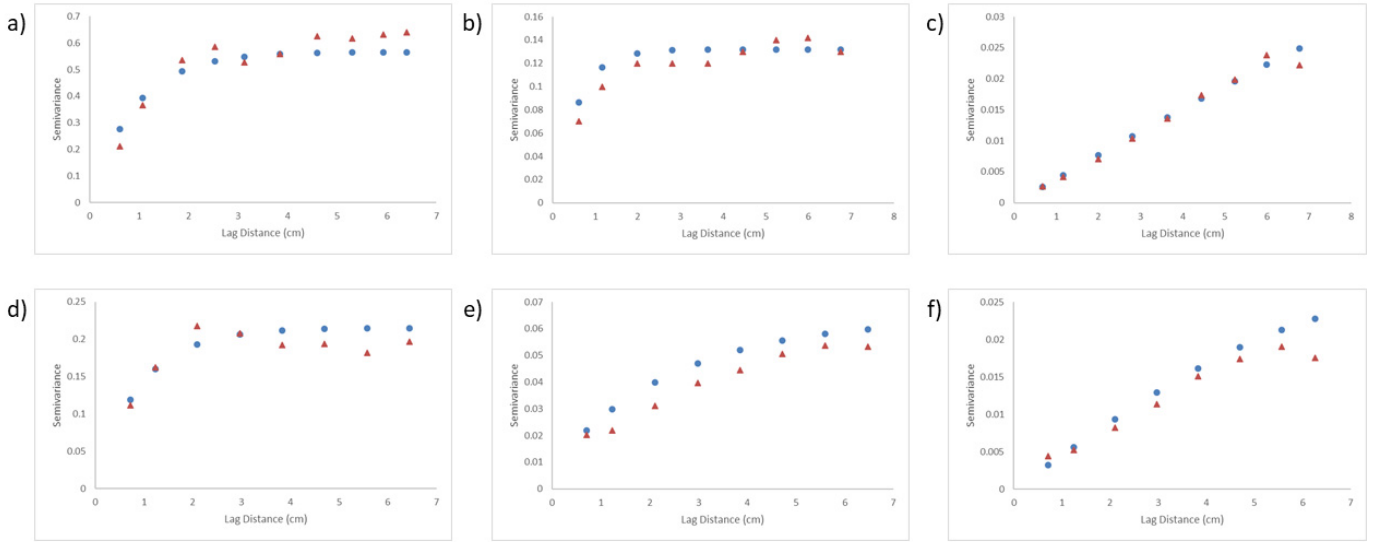 a)
0.7
0.6
0.5
0.4
0.3
0.2
0.1
0
Semivariance
0 1 2 3 4 5 6 7
Lag Distance (cm)
b)
0.16
0.14
0.12
0.1
0.08
0.06
0.04
0.02
0
Semivariance
0 1 2 3 4 5 6 7 8
Lag Distance (cm)
c)
0.03
0.025
0.02
0.015
0.01
0.005
0
Semivariance
0 1 2 3 4 5 6 7 8
Lag Distance (cm)
d)
0.25
0.2
0.15
0.1
0.05
0
Semivariance
0 1 2 3 4 5 6 7
Lag Distance (cm)
e)
0.07
0.06
0.05
0.04
0.03
0.02
0.01
0
Semivariance
0 1 2 3 4 5 6 7
Lag Distance (cm)
f)
0.025
0.02
0.015
0.01
0.005
0
Semivariance
0 1 2 3 4 5 6 7
Lag Distance (cm)